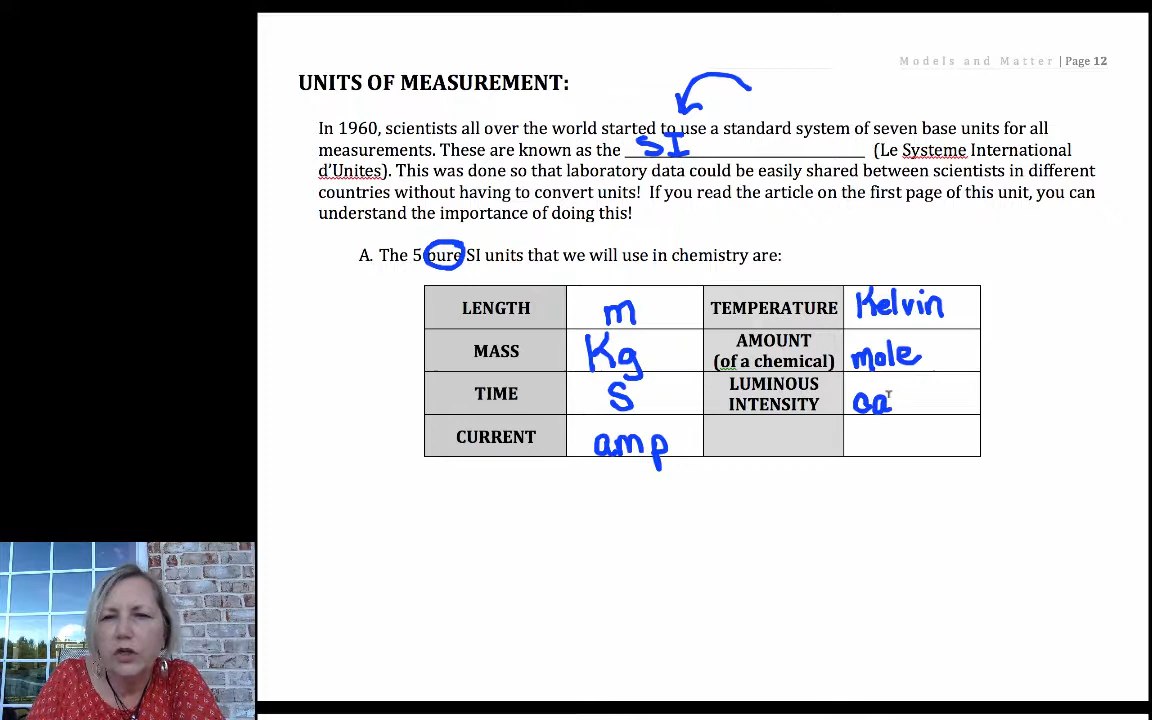 Models and Matter | Page 12
UNITS OF MEASUREMENT:
In 1960, scientists all over the world started to use a standard system of seven base units for all
measurements. These are known as the SI (Le Systeme International
d'Unites). This was done so that laboratory data could be easily shared between scientists in different
countries without having to convert units! If you read the article on the first page of this unit, you can
understand the importance of doing this!
A. The 5 pure SI units that we will use in chemistry are:
LENGTH m TEMPERATURE Kelvin
MASS Kg AMOUNT (of a chemical) mole
TIME S LUMINOUS INTENSITY
CURRENT amp